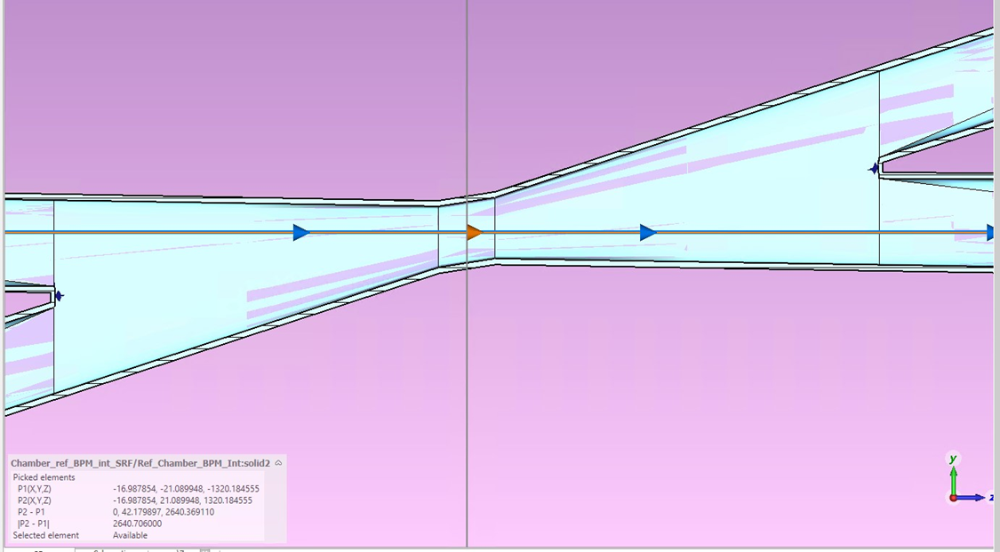 Chamber_ref_BPM_int_SRF/Ref_Chamber_BPM_Int:solid2
Picked elements
P1(X,Y,Z) -16.987854, -21.089948, -1320.184555
P2(X,Y,Z) -16.987854, 21.089948, 1320.184555
P2 - P1 0, 42.179897, 2640.369110
|P2 - P1| 2640.706000
Selected element Available
y
z